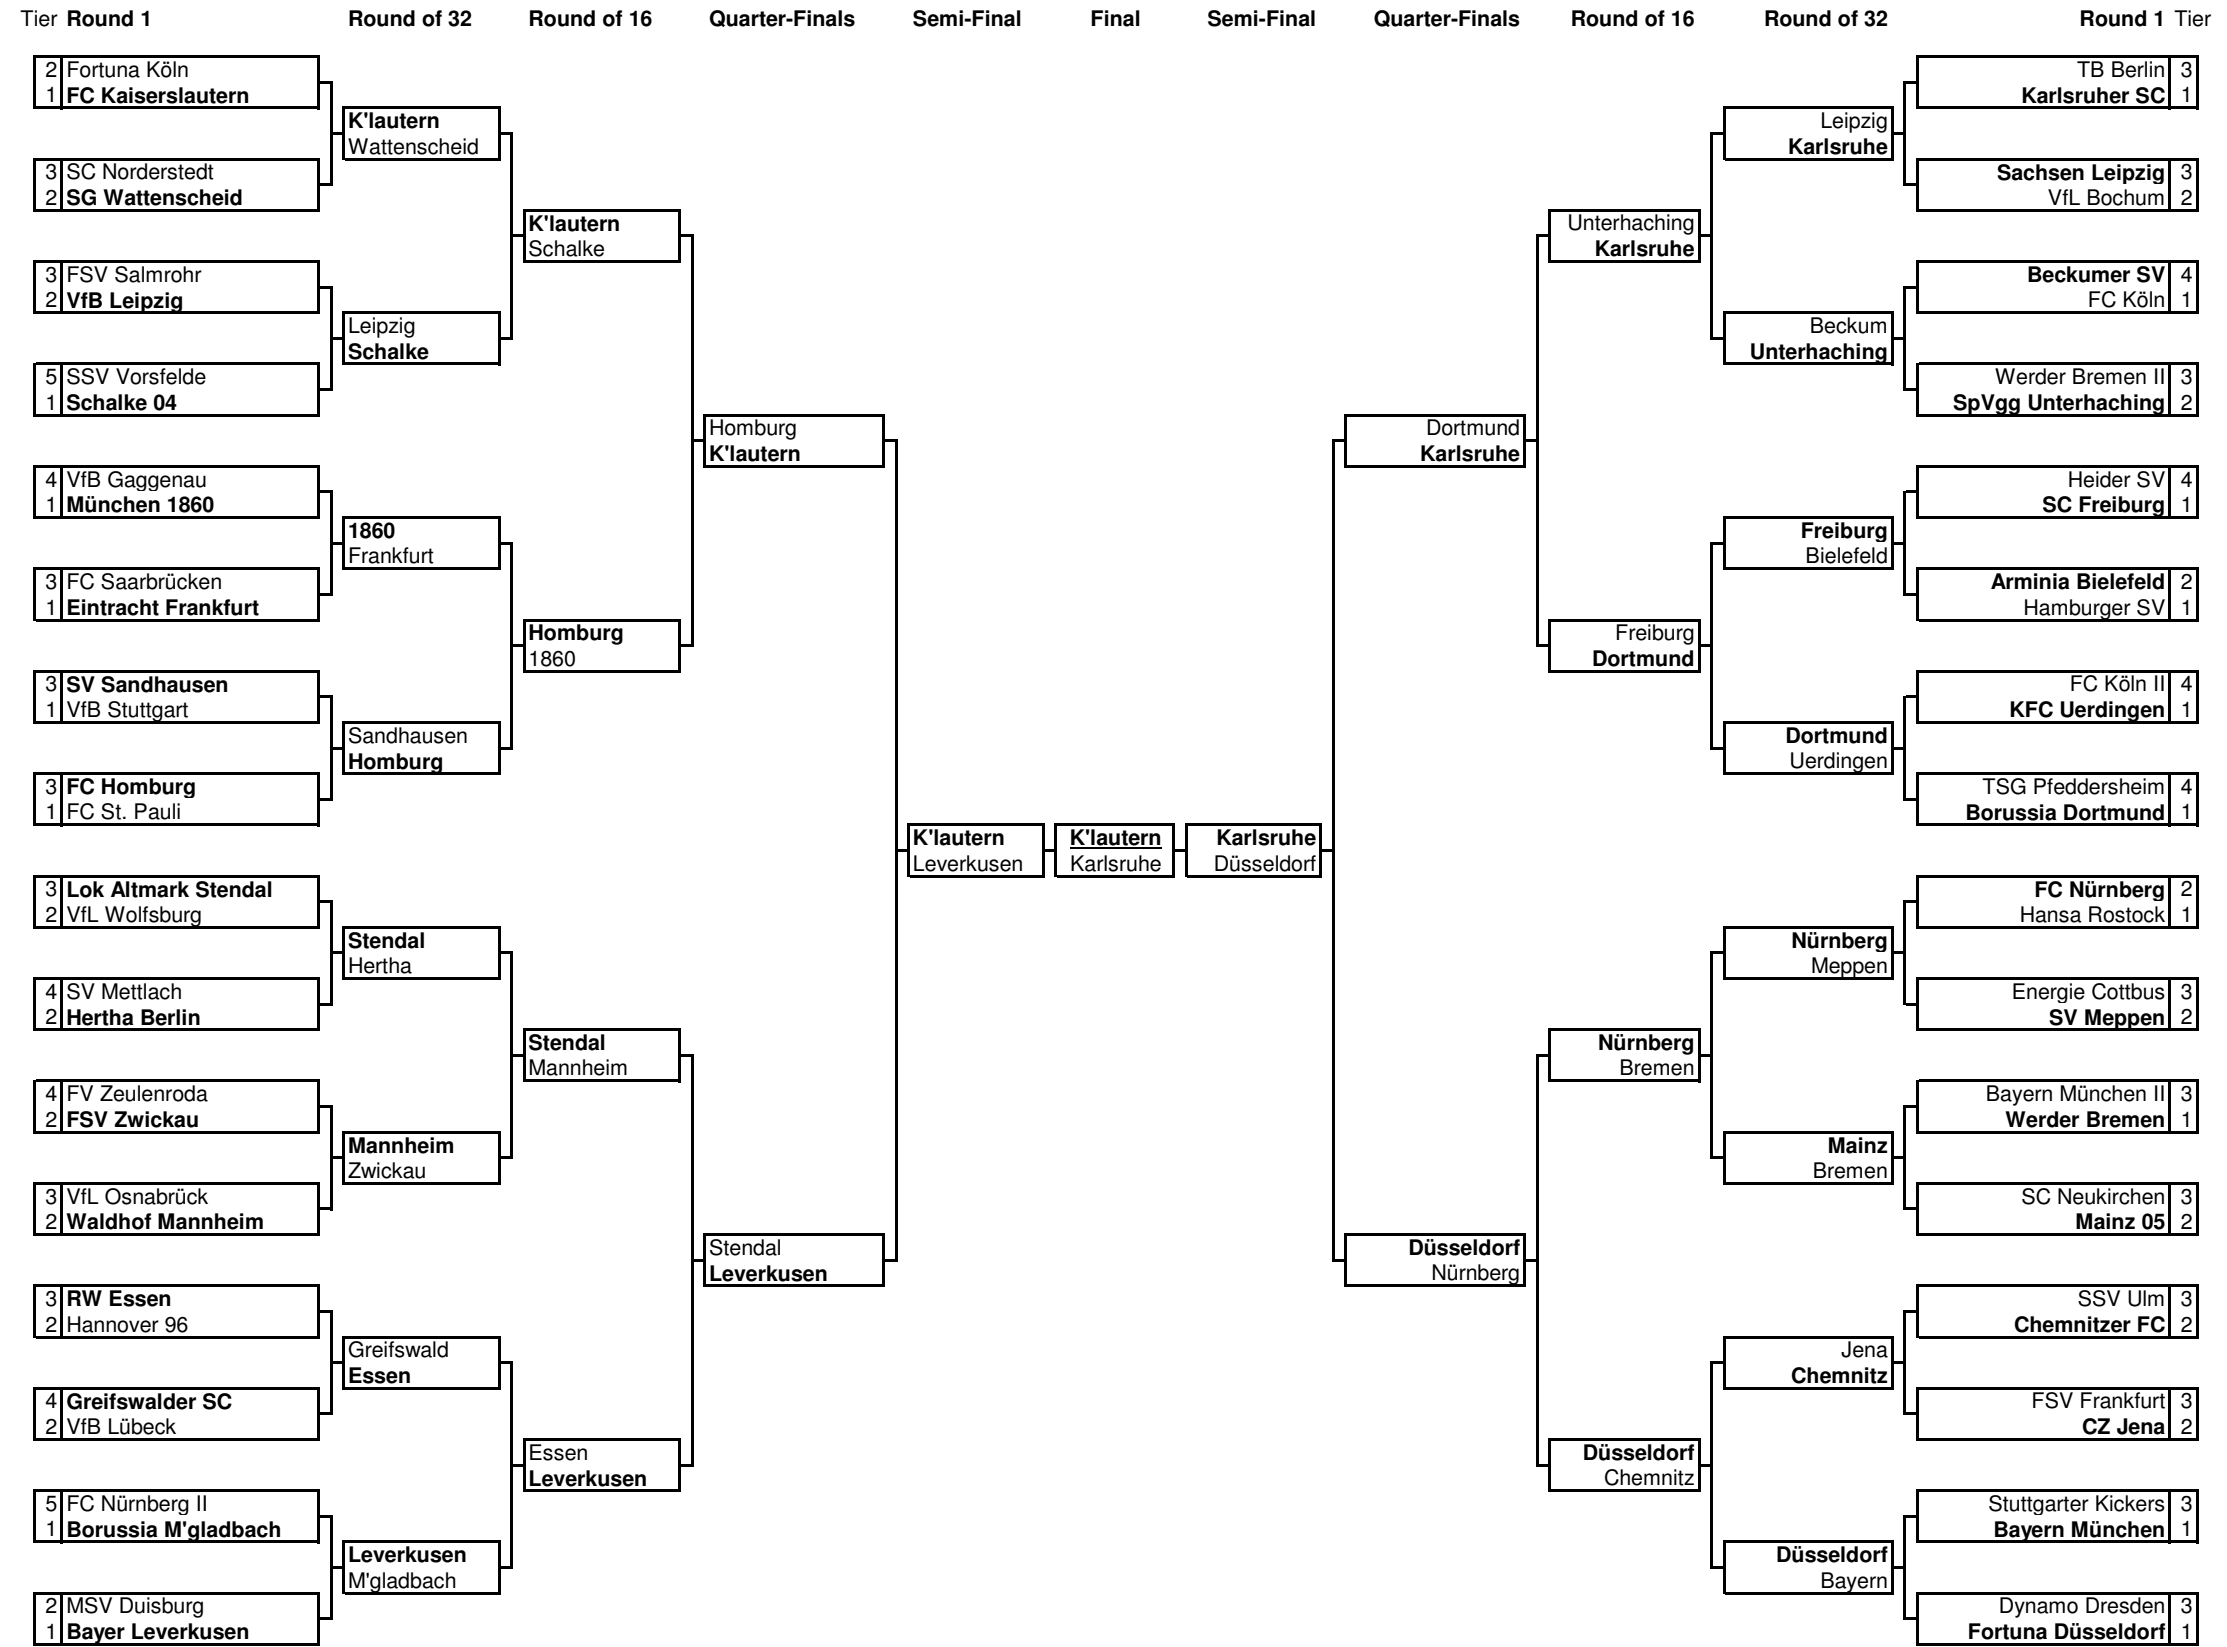 Tier Round 1 Round of 32 Round of 16 Quarter-Finals Semi-Final Final Semi-Final Quarter-Finals Round of 16 Round of 32 Round 1 Tier
2 Fortuna Köln
1 FC Kaiserslautern
3 SC Norderstedt
2 SG Wattenscheid
3 FSV Salmrohr
2 VfB Leipzig
5 SSV Vorsfelde
1 Schalke 04
4 VfB Gaggenau
1 München 1860
3 FC Saarbrücken
1 Eintracht Frankfurt
3 SV Sandhausen
1 VfB Stuttgart
3 FC Homburg
1 FC St. Pauli
3 Lok Altmark Stendal
2 VfL Wolfsburg
4 SV Mettlach
2 Hertha Berlin
4 FV Zeulenroda
2 FSV Zwickau
3 VfL Osnabrück
2 Waldhof Mannheim
3 RW Essen
2 Hannover 96
4 Greifswalder SC
2 VfB Lübeck
5 FC Nürnberg II
1 Borussia M'gladbach
2 MSV Duisburg
1 Bayer Leverkusen
K'lautern
Wattenscheid
Leipzig
Schalke
1860
Frankfurt
Sandhausen
Homburg
Stendal
Hertha
Mannheim
Zwickau
Greifswald
Essen
Leverkusen
M'gladbach
K'lautern
Schalke
Homburg
1860
Stendal
Mannheim
Essen
Leverkusen
Homburg
K'lautern
Stendal
Leverkusen
K'lautern
Leverkusen
K'lautern
Karlsruhe
Karlsruhe
Düsseldorf
Dortmund
Karlsruhe
Düsseldorf
Nürnberg
Unterhaching
Karlsruhe
Freiburg
Dortmund
Nürnberg
Bremen
Düsseldorf
Chemnitz
Leipzig
Karlsruhe
Beckum
Unterhaching
Freiburg
Bielefeld
Dortmund
Uerdingen
Nürnberg
Meppen
Mainz
Bremen
Jena
Chemnitz
Düsseldorf
Bayern
TB Berlin 3
Karlsruher SC 1
Sachsen Leipzig 3
VfL Bochum 2
Beckumer SV 4
FC Köln 1
Werder Bremen II 3
SpVgg Unterhaching 2
Heider SV 4
SC Freiburg 1
Arminia Bielefeld 2
Hamburger SV 1
FC Köln II 4
KFC Uerdingen 1
TSG Pfeddersheim 4
Borussia Dortmund 1
FC Nürnberg 2
Hansa Rostock 1
Energie Cottbus 3
SV Meppen 2
Bayern München II 3
Werder Bremen 1
SC Neukirchen 3
Mainz 05 2
SSV Ulm 3
Chemnitzer FC 2
FSV Frankfurt 3
CZ Jena 2
Stuttgarter Kickers 3
Bayern München 1
Dynamo Dresden 3
Fortuna Düsseldorf 1